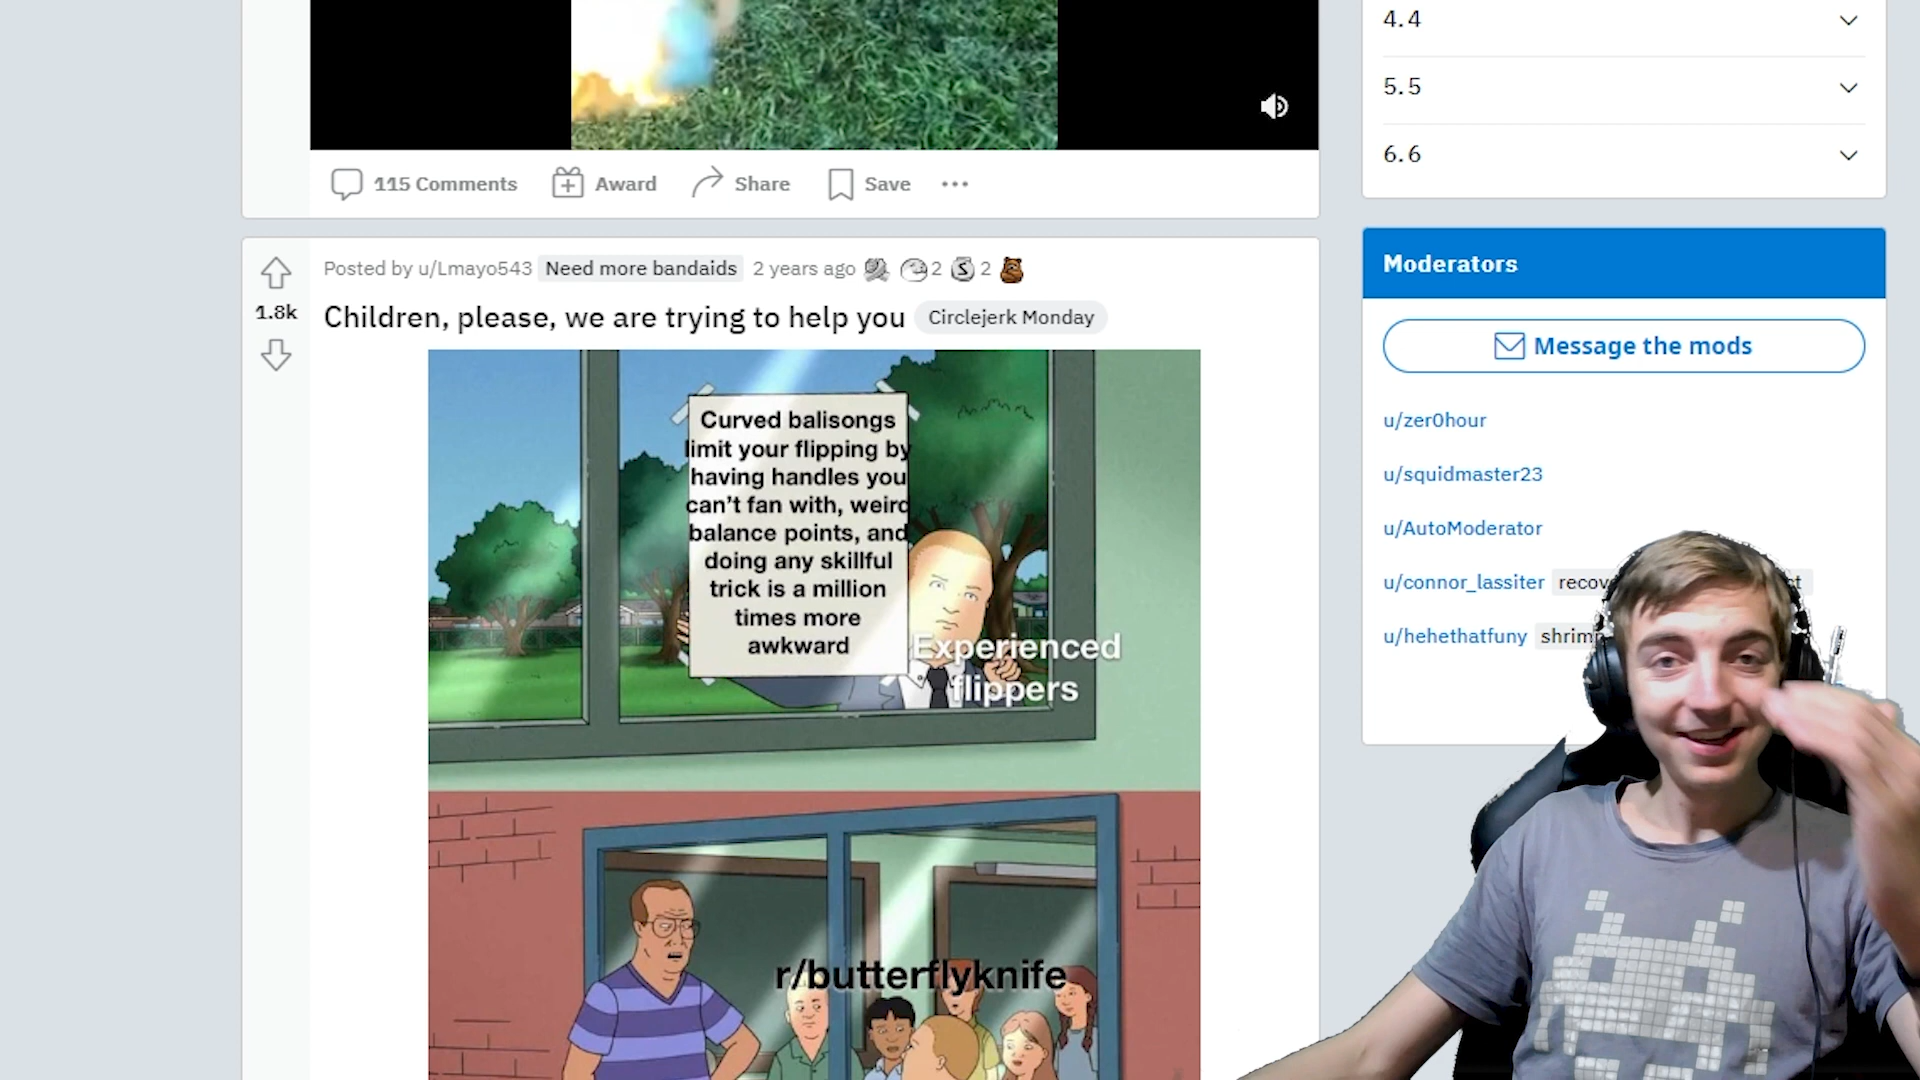 4.4
5.5
6.6
115 Comments Award Share Save
Posted by u/Lmayo543 Need more bandaids 2 years ago 2 2
1.8k
Children, please, we are trying to help you Circlejerk Monday
Curved balisongs
limit your flipping by
having handles you
can't fan with, weird
balance points, and
doing any skillful
trick is a million
times more
awkward
Experienced
flippers
r/butterflyknife
Moderators
Message the mods
u/zer0hour
u/squidmaster23
u/AutoModerator
u/connor_lassiter
u/hehethatfuny